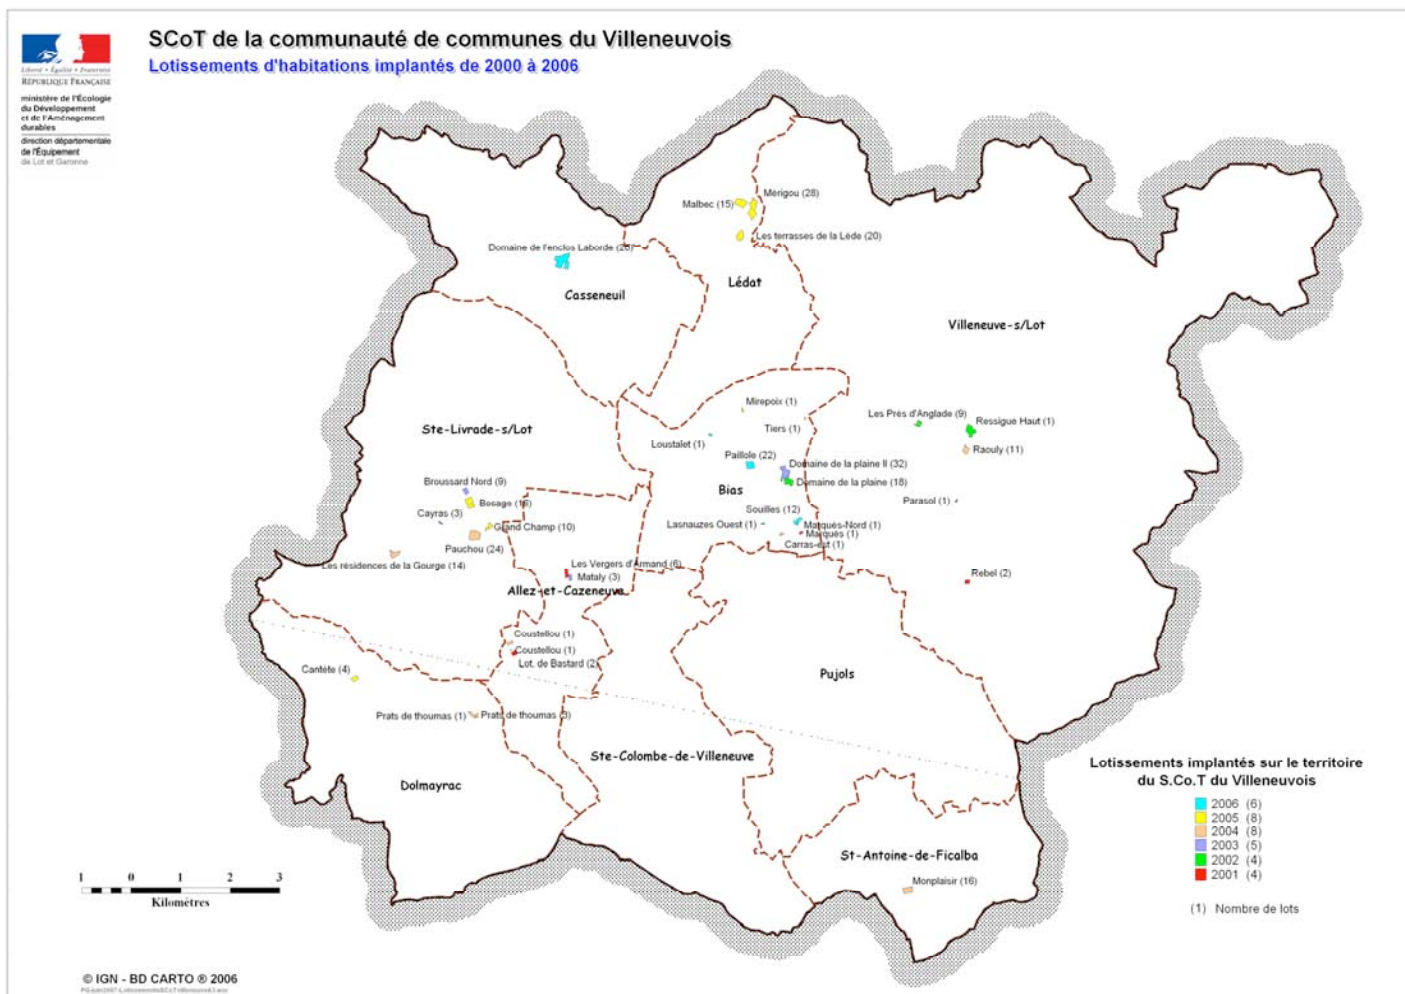 SCoT de la communauté de communes du Villeneuvois
Lotissements d'habitations implantés de 2000 à 2006
Liberté • Égalité • Fraternité
RÉPUBLIQUE FRANÇAISE
ministère de l'Écologie
du Développement
et de l'Aménagement
durables
direction départementale
de l'Équipement
de Lot et Garonne
Mérigou (28)
Malbec (15)
Les terrasses de la Lède (20)
Domaine de l'enclos Laborde (26)
Lédat
Casseneuil
Villeneuve-s/Lot
Mirepoix (1)
Les Prés d'Anglade (9)
Ressigue Haut (1)
Tiers (1)
Ste-Livrade-s/Lot
Loustalet (1)
Raouly (11)
Paillole (22)
Domaine de la plaine II (32)
Broussard Nord (9)
Domaine de la plaine (18)
Bias
Bosage (16)
Parasol (1)
Souilles (12)
Cayras (3)
Grand Champ (10)
Lasnauzes Ouest (1)
Marquès-Nord (1)
Marquès (1)
Carras-est (1)
Pauchou (24)
Les résidences de la Gourge (14)
Les Vergers d'Armand (6)
Mataly (3)
Rebel (2)
Allez-et-Cazeneuve
Coustellou (1)
Coustellou (1)
Lot. de Bastard (2)
Cantète (4)
Pujols
Prats de thoumas (1)
Prats de thoumas (3)
Ste-Colombe-de-Villeneuve
Dolmayrac
Lotissements implantés sur le territoire
du S.Co.T du Villeneuvois
2006 (6)
2005 (8)
2004 (8)
2003 (5)
2002 (4)
2001 (4)
(1) Nombre de lots
St-Antoine-de-Ficalba
Monplaisir (16)
1 0 1 2 3
Kilomètres
© IGN - BD CARTO ® 2006